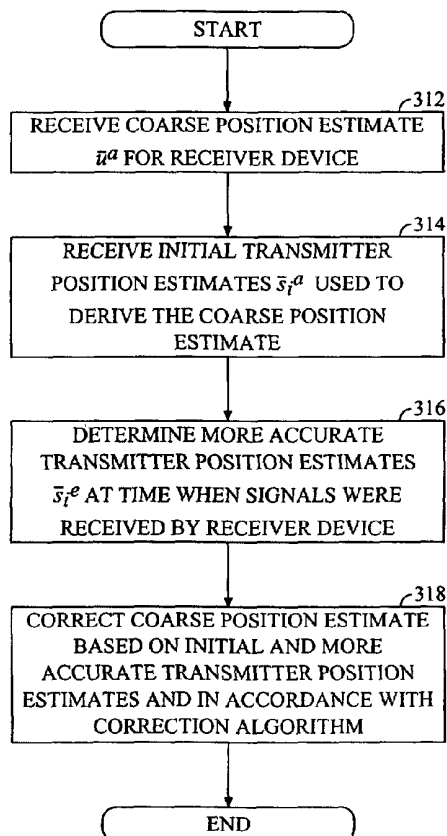 START
312
RECEIVE COARSE POSITION ESTIMATE
ū^a FOR RECEIVER DEVICE
314
RECEIVE INITIAL TRANSMITTER
POSITION ESTIMATES s̄_i^a USED TO
DERIVE THE COARSE POSITION
ESTIMATE
316
DETERMINE MORE ACCURATE
TRANSMITTER POSITION ESTIMATES
s̄_i^e AT TIME WHEN SIGNALS WERE
RECEIVED BY RECEIVER DEVICE
318
CORRECT COARSE POSITION ESTIMATE
BASED ON INITIAL AND MORE
ACCURATE TRANSMITTER POSITION
ESTIMATES AND IN ACCORDANCE WITH
CORRECTION ALGORITHM
END